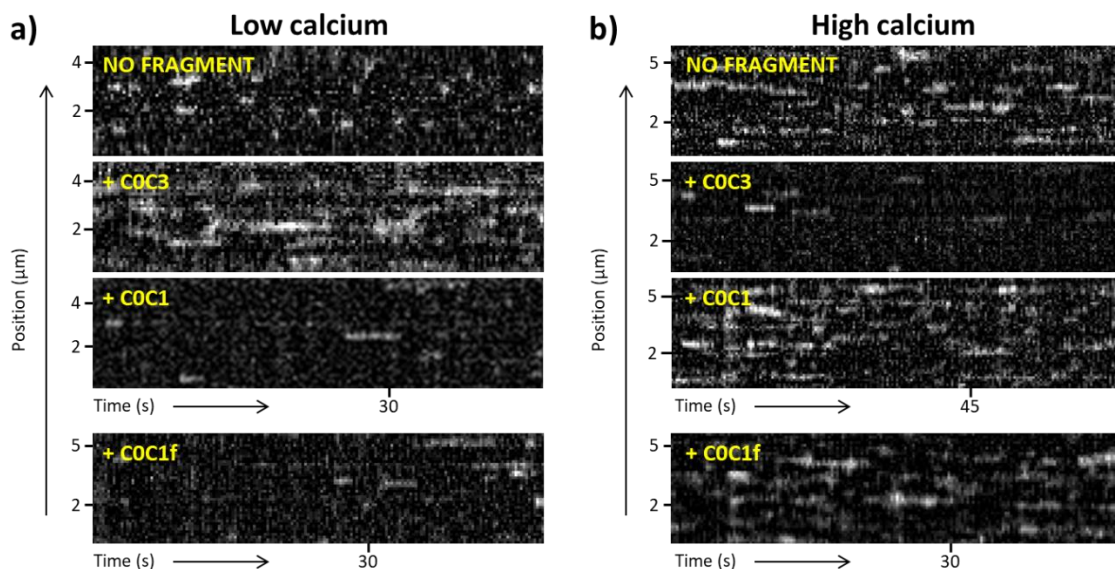 a)
Low calcium
NO FRAGMENT
4
2
+ C0C3
4
2
+ C0C1
4
2
Position (µm)
Time (s)
30
+ C0C1f
5
2
Time (s)
30
b)
High calcium
NO FRAGMENT
5
2
+ C0C3
5
2
+ C0C1
5
2
Position (µm)
Time (s)
45
+ C0C1f
5
2
Time (s)
30